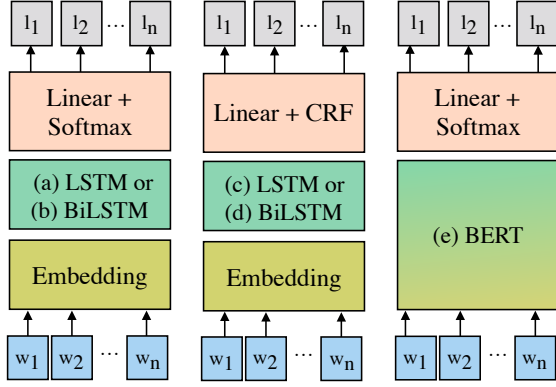 l1 l2 ... ln
Linear +
Softmax
(a) LSTM or
(b) BiLSTM
Embedding
w1 w2 ... wn
l1 l2 ... ln
Linear + CRF
(c) LSTM or
(d) BiLSTM
Embedding
w1 w2 ... wn
l1 l2 ... ln
Linear +
Softmax
(e) BERT
w1 w2 ... wn